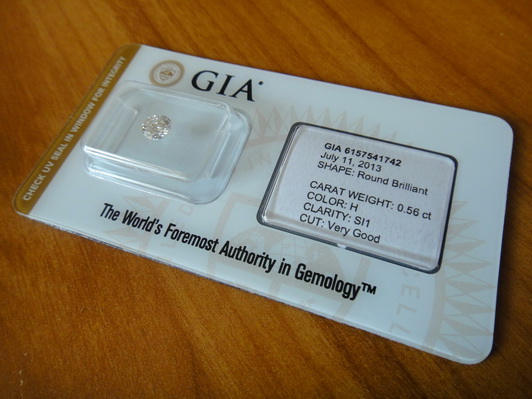 CHECK UV SEAL IN WINDOW FOR INTEGRITY
GIA
GIA 6157541742
July 11, 2013
SHAPE: Round Brilliant
CARAT WEIGHT: 0.56 ct
COLOR: H
CLARITY: SI1
CUT: Very Good
The World's Foremost Authority in Gemology™